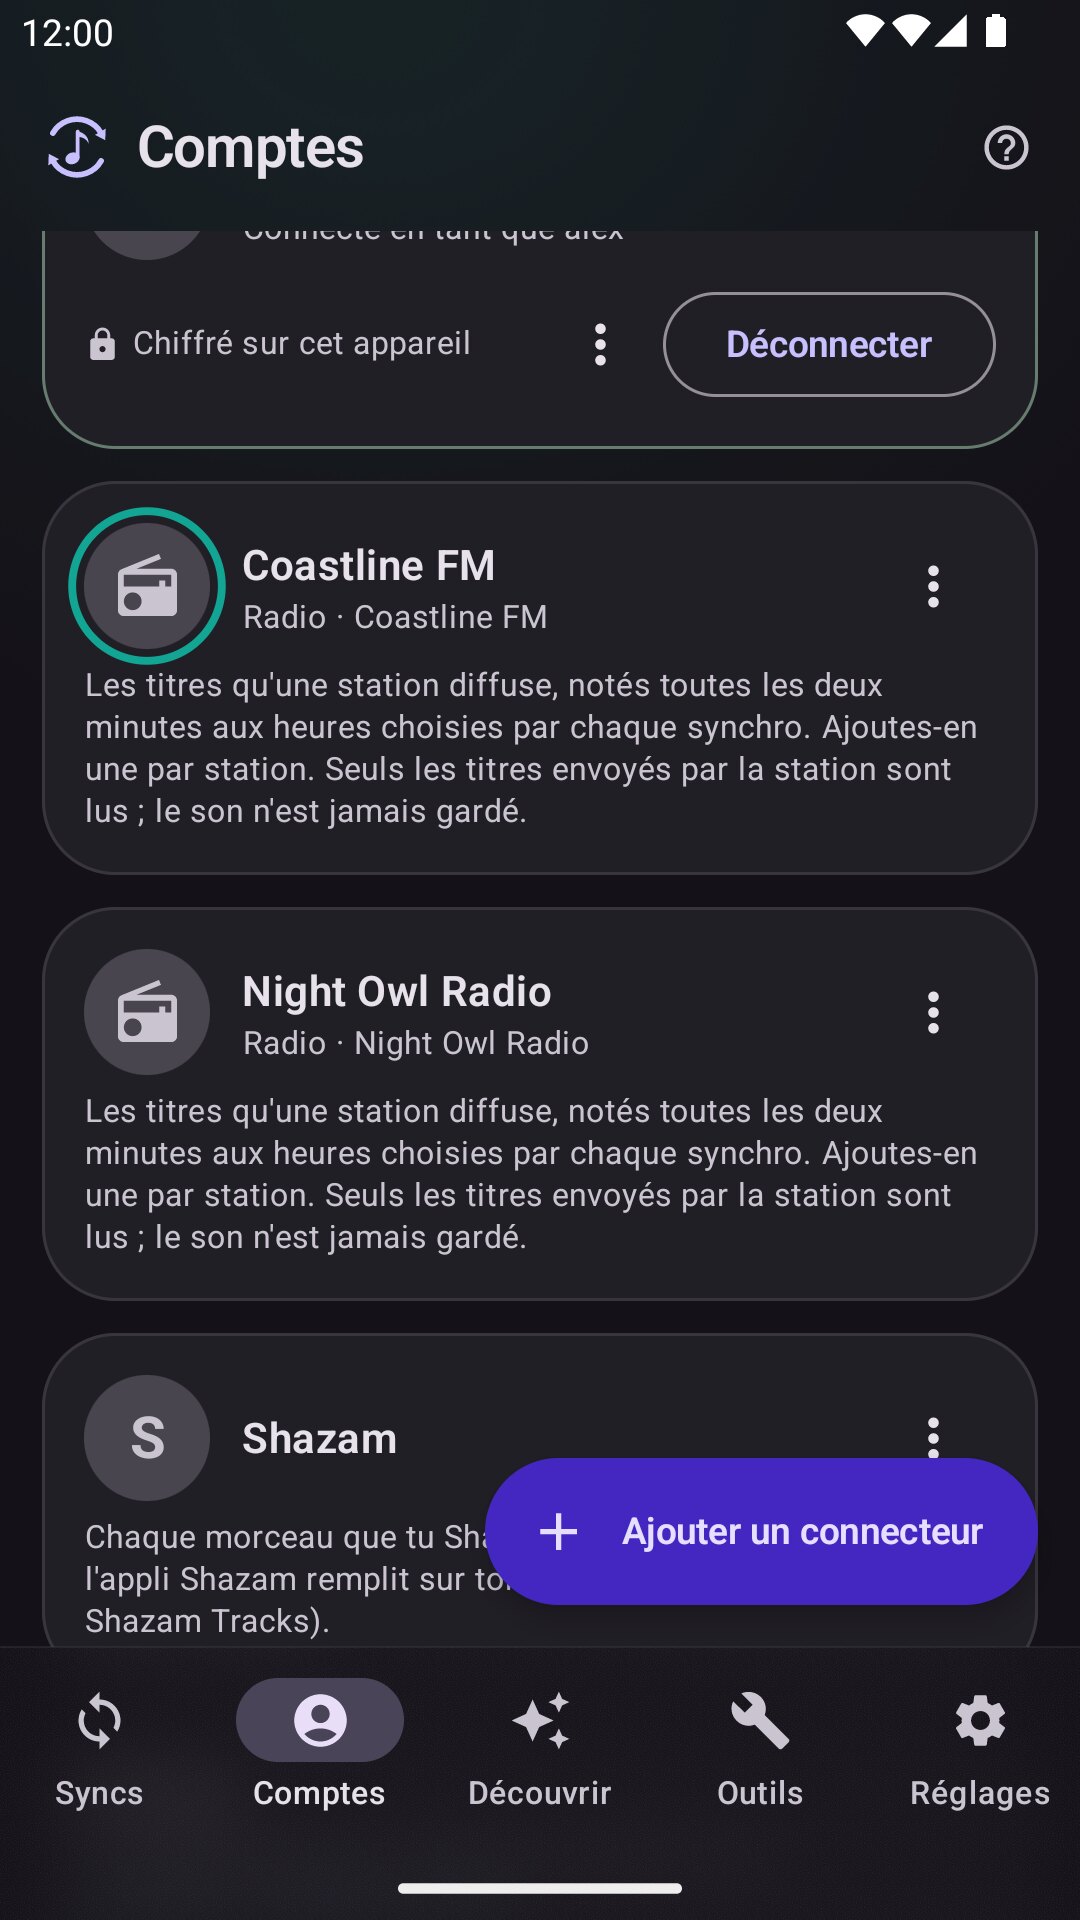 12:00
Comptes
Connecté en tant que alex
Chiffré sur cet appareil
Déconnecter
Coastline FM
Radio · Coastline FM
Les titres qu'une station diffuse, notés toutes les deux
minutes aux heures choisies par chaque synchro. Ajoutes-en
une par station. Seuls les titres envoyés par la station sont
lus ; le son n'est jamais gardé.
Night Owl Radio
Radio · Night Owl Radio
Les titres qu'une station diffuse, notés toutes les deux
minutes aux heures choisies par chaque synchro. Ajoutes-en
une par station. Seuls les titres envoyés par la station sont
lus ; le son n'est jamais gardé.
S
Shazam
Chaque morceau que tu
l'appli Shazam remplit sur
Shazam Tracks).
Ajouter un connecteur
Syncs
Comptes
Découvrir
Outils
Réglages